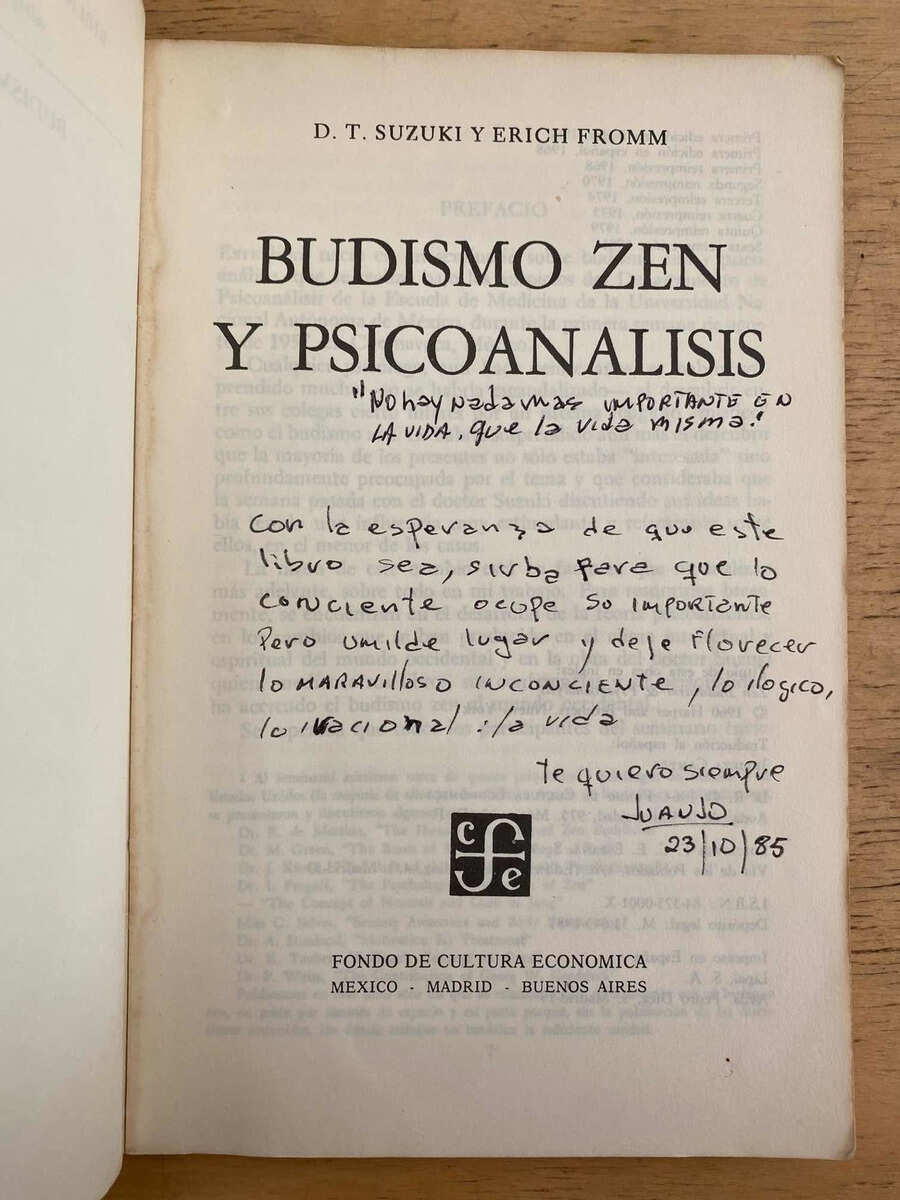 D. T. SUZUKI Y ERICH FROMM
BUDISMO ZEN
Y PSICOANALISIS
"No hay nada mas IMPORTANTE EN
LA VIDA, que la vida misma."
con la esperanza de que este
libro sea, sirba para que lo
conciente ocupe su IMPORTANTE
Pero umilde lugar y deje florecer
lo MARAVILLOSO INCONCIENTE, lo ilogico,
lo iracional : la vida
te quiero siempre
JUANJO
23/10/85
c f e
FONDO DE CULTURA ECONOMICA
MEXICO - MADRID - BUENOS AIRES